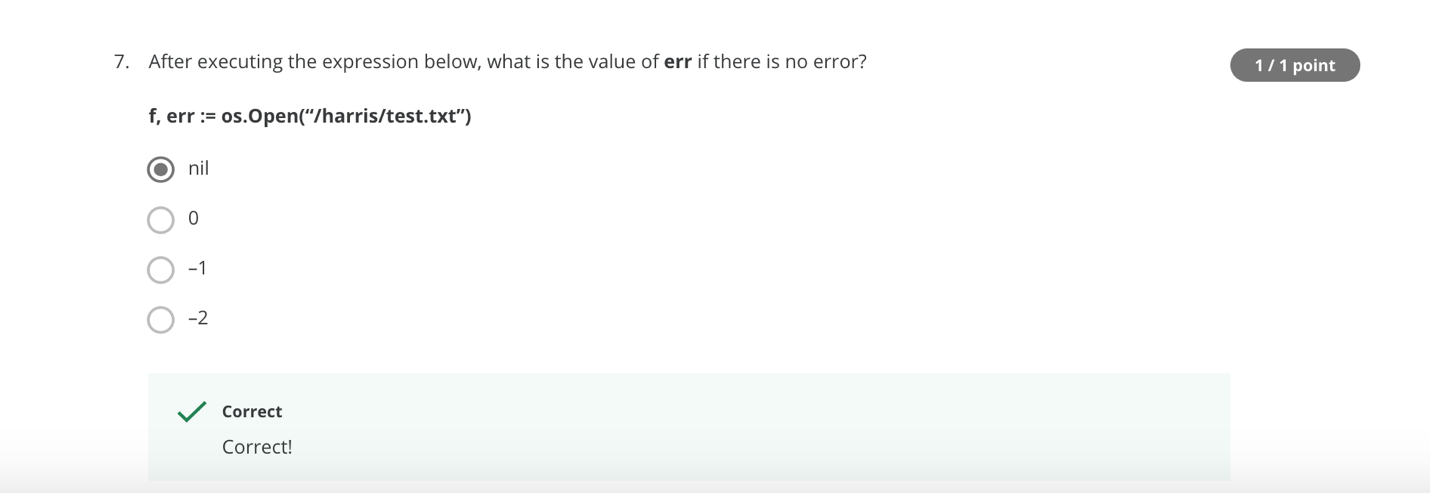 7. After executing the expression below, what is the value of err if there is no error?
1 / 1 point
f, err := os.Open(“/harris/test.txt”)
nil
0
–1
–2
Correct
Correct!